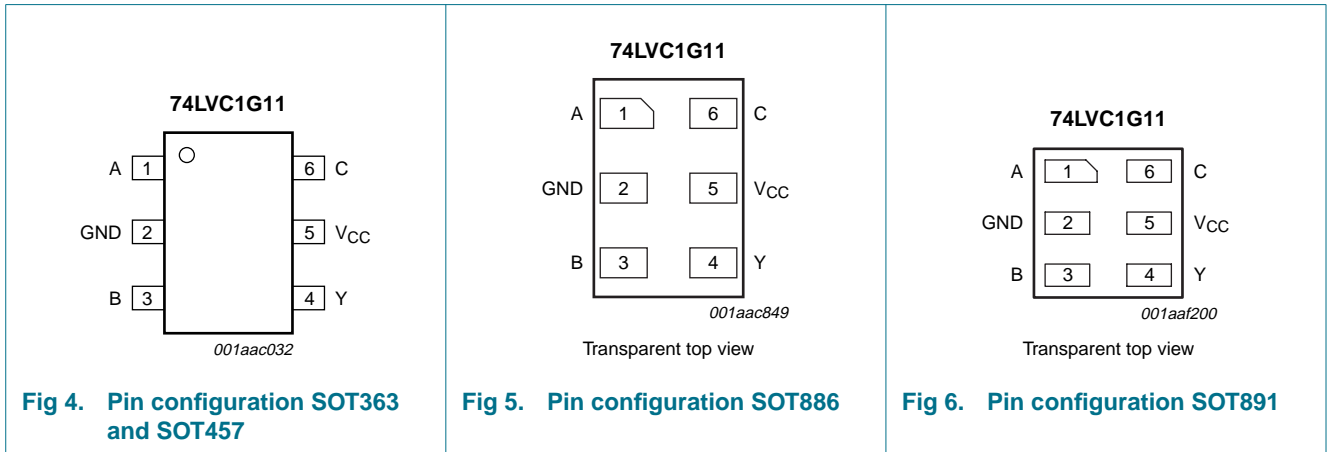 74LVC1G11
A 1 6 C
GND 2 5 VCC
B 3 4 Y
001aac032
Fig 4. Pin configuration SOT363
and SOT457
74LVC1G11
A 1 6 C
GND 2 5 VCC
B 3 4 Y
001aac849
Transparent top view
Fig 5. Pin configuration SOT886
74LVC1G11
A 1 6 C
GND 2 5 VCC
B 3 4 Y
001aaf200
Transparent top view
Fig 6. Pin configuration SOT891